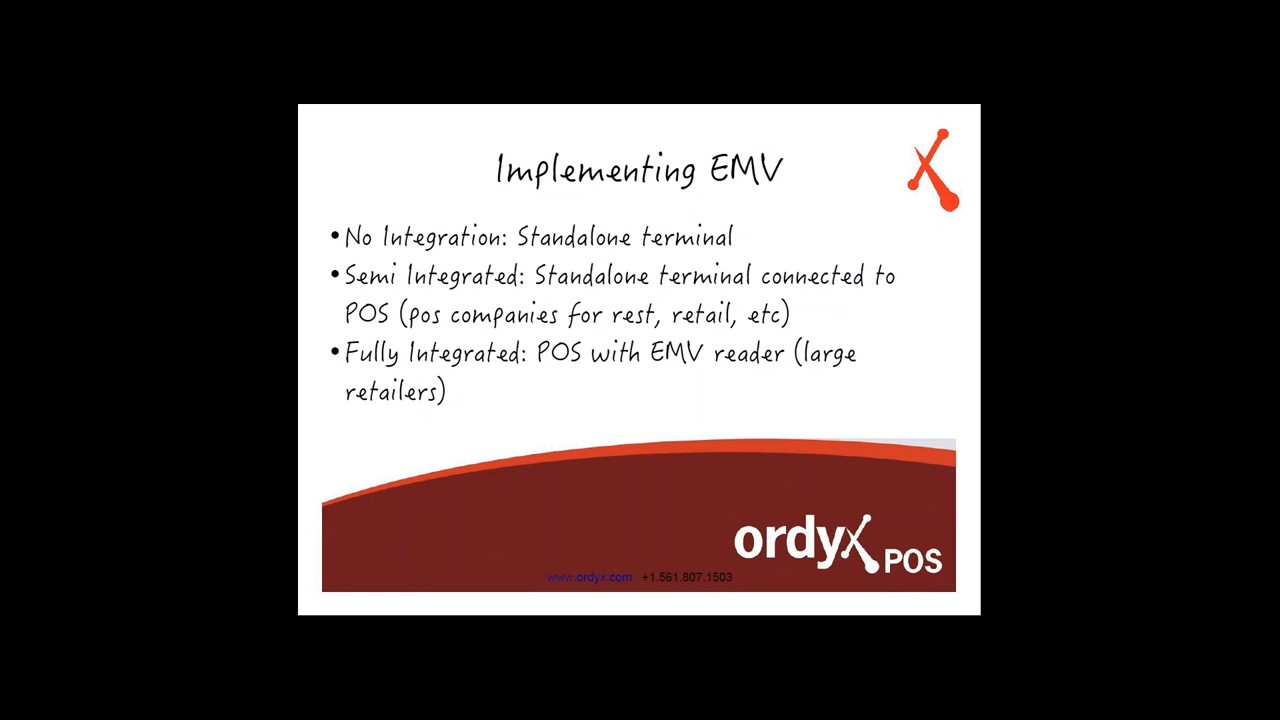 Implementing EMV
•No Integration: Standalone terminal
•Semi Integrated: Standalone terminal connected to
POS (pos companies for rest, retail, etc)
•Fully Integrated: POS with EMV reader (large
retailers)
ordyx POS
www.ordyx.com +1.561.807.1503